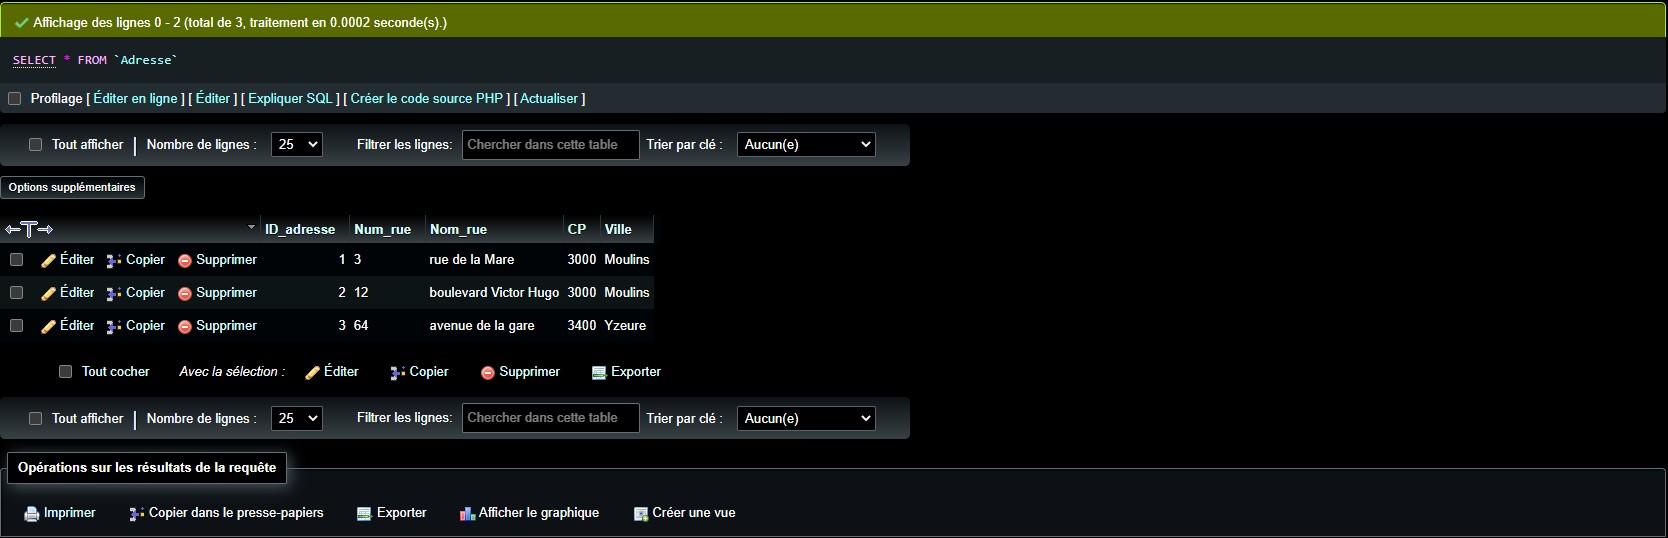 Affichage des lignes 0 - 2 (total de 3, traitement en 0.0002 seconde(s).)
SELECT * FROM `Adresse`
Profilage [ Éditer en ligne ] [ Éditer ] [ Expliquer SQL ] [ Créer le code source PHP ] [ Actualiser ]
Tout afficher | Nombre de lignes : 25 Filtrer les lignes: Chercher dans cette table Trier par clé : Aucun(e)
Options supplémentaires
ID_adresse Num_rue Nom_rue CP Ville
Éditer Copier Supprimer 1 3 rue de la Mare 3000 Moulins
Éditer Copier Supprimer 2 12 boulevard Victor Hugo 3000 Moulins
Éditer Copier Supprimer 3 64 avenue de la gare 3400 Yzeure
Tout cocher Avec la sélection : Éditer Copier Supprimer Exporter
Tout afficher | Nombre de lignes : 25 Filtrer les lignes: Chercher dans cette table Trier par clé : Aucun(e)
Opérations sur les résultats de la requête
Imprimer Copier dans le presse-papiers Exporter Afficher le graphique Créer une vue